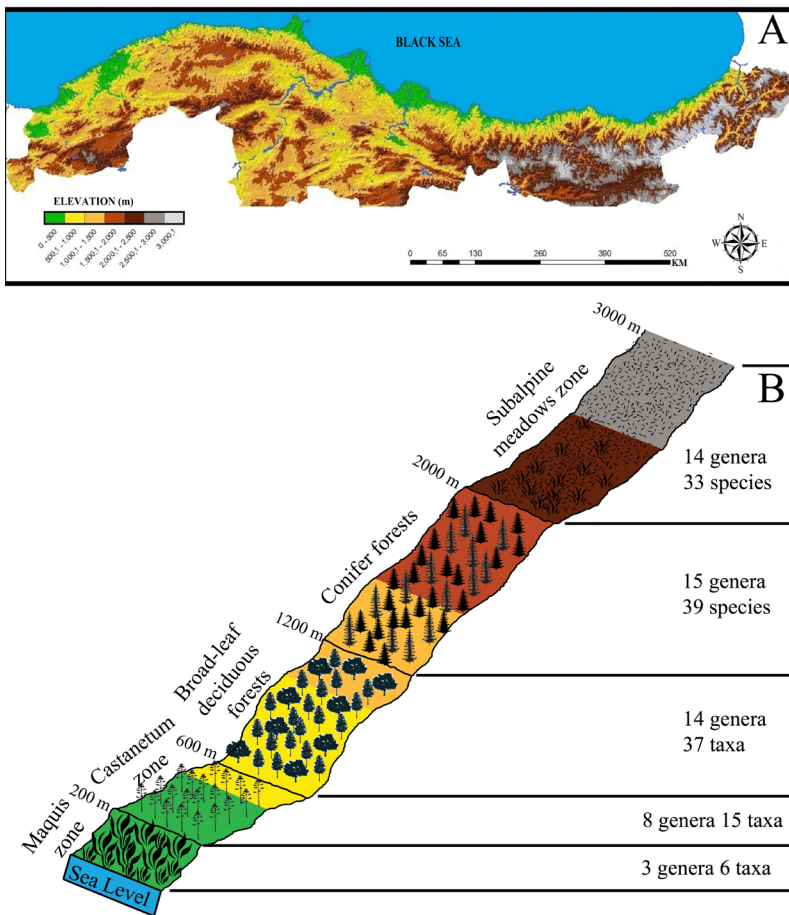 A
BLACK SEA
ELEVATION (m)
0 - 500
500,1 - 1,000
1,000,1 - 1,500
1,500,1 - 2,000
2,000,1 - 2,500
2,500,1 - 3,000
3,000,1
N
W E
S
0 65 130 260 390 520
KM
B
3000 m
Subalpine
meadows zone
14 genera
33 species
2000 m
Conifer forests
15 genera
39 species
1200 m
Broad-leaf
deciduous
forests
14 genera
37 taxa
600 m
Castanetum
zone
8 genera 15 taxa
200 m
Maquis
zone
3 genera 6 taxa
Sea Level